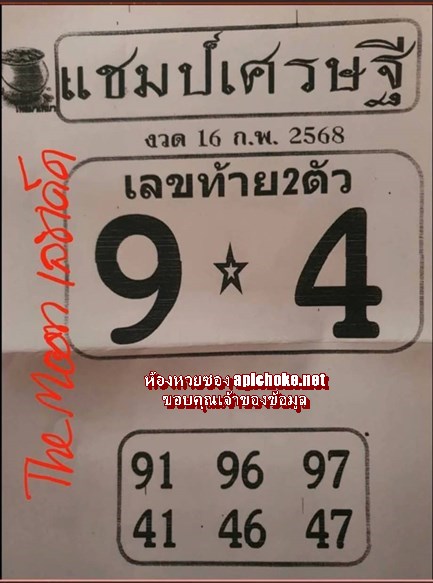 แชมป์เศรษฐี
งวด 16 ก.พ. 2568
เลขท้าย2ตัว
9 ☆ 4
The Moon เลขเด็ด
ห้องหวยซอง apichoke.net
ขอบคุณเจ้าของข้อมูล
91 96 97
41 46 47